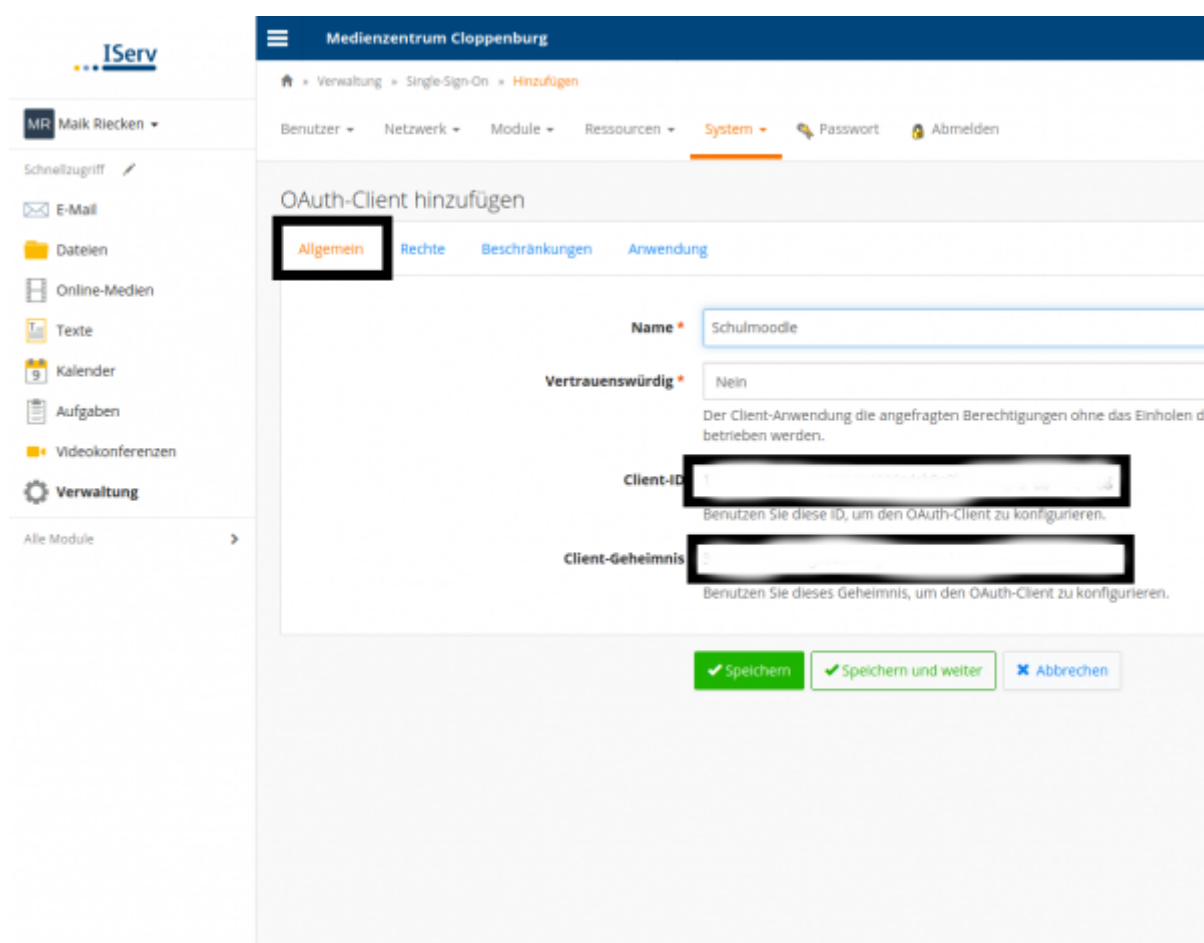 IServ
MR Maik Riecken
Schnellzugriff
E-Mail
Dateien
Online-Medien
Texte
9 Kalender
Aufgaben
Videokonferenzen
Verwaltung
Alle Module
Medienzentrum Cloppenburg
» Verwaltung » Single-Sign-On » Hinzufügen
Benutzer Netzwerk Module Ressourcen System Passwort Abmelden
OAuth-Client hinzufügen
Allgemein Rechte Beschränkungen Anwendung
Name * Schulmoodle
Vertrauenswürdig * Nein
Der Client-Anwendung die angefragten Berechtigungen ohne das Einholen d
betrieben werden.
Client-ID
Benutzen Sie diese ID, um den OAuth-Client zu konfigurieren.
Client-Geheimnis
Benutzen Sie dieses Geheimnis, um den OAuth-Client zu konfigurieren.
Speichern Speichern und weiter Abbrechen